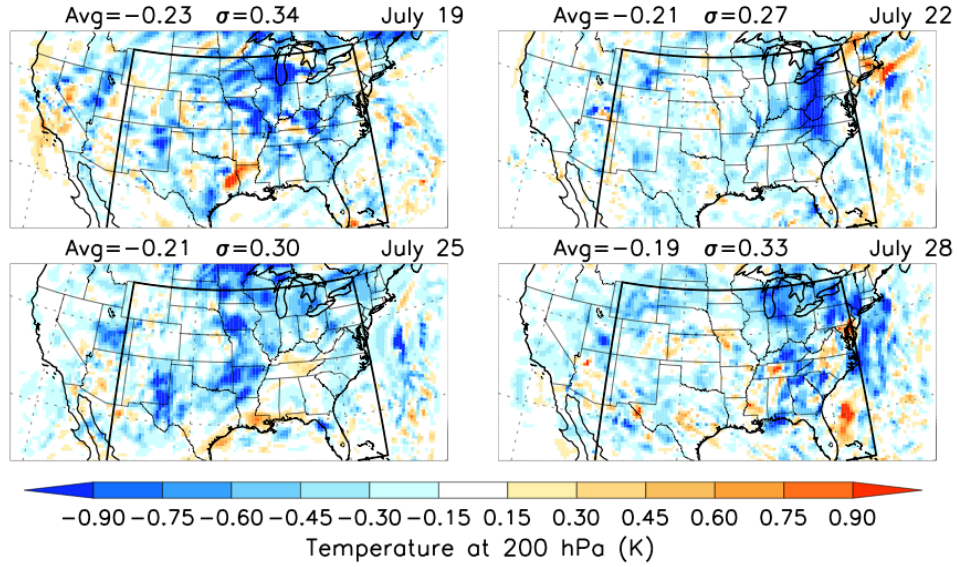 Avg=−0.23 σ=0.34 July 19
Avg=−0.21 σ=0.27 July 22
Avg=−0.21 σ=0.30 July 25
Avg=−0.19 σ=0.33 July 28
−0.90 −0.75 −0.60 −0.45 −0.30 −0.15 0.15 0.30 0.45 0.60 0.75 0.90
Temperature at 200 hPa (K)